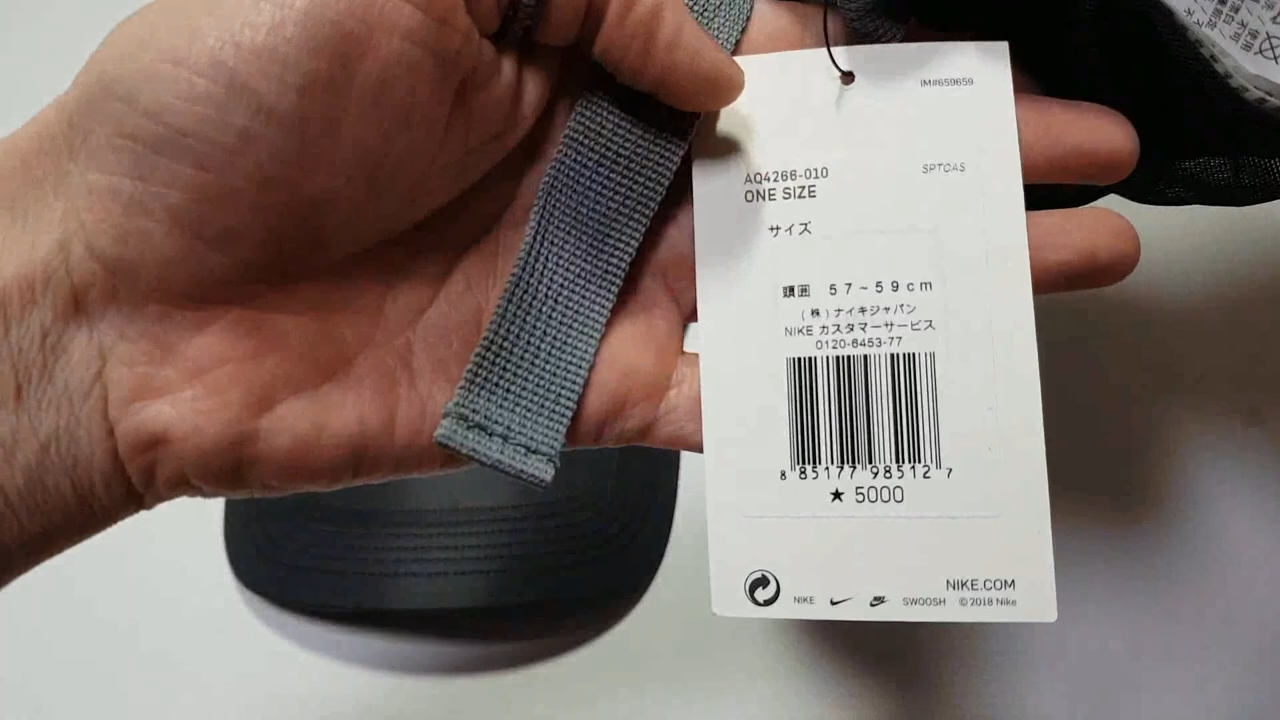 IM#659659
AQ4266-010
SPTCAS
ONE SIZE
サイズ
頭囲 57~59cm
(株)ナイキジャパン
NIKE カスタマーサービス
0120-6453-77
8 85177 98512 7
★ 5000
NIKE.COM
NIKE SWOOSH ©2018 Nike